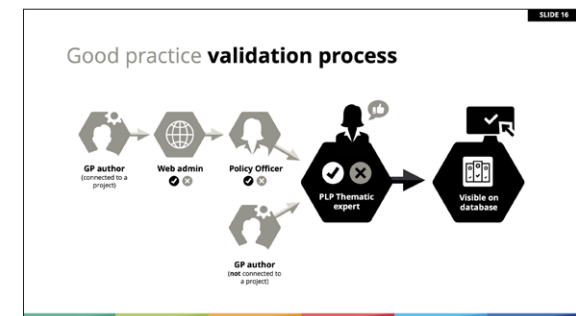 SLIDE 16
Good practice validation process
GP author
(connected to a
project)
Web admin
Policy Officer
PLP Thematic
expert
Visible on
database
GP author
(not connected to
a project)